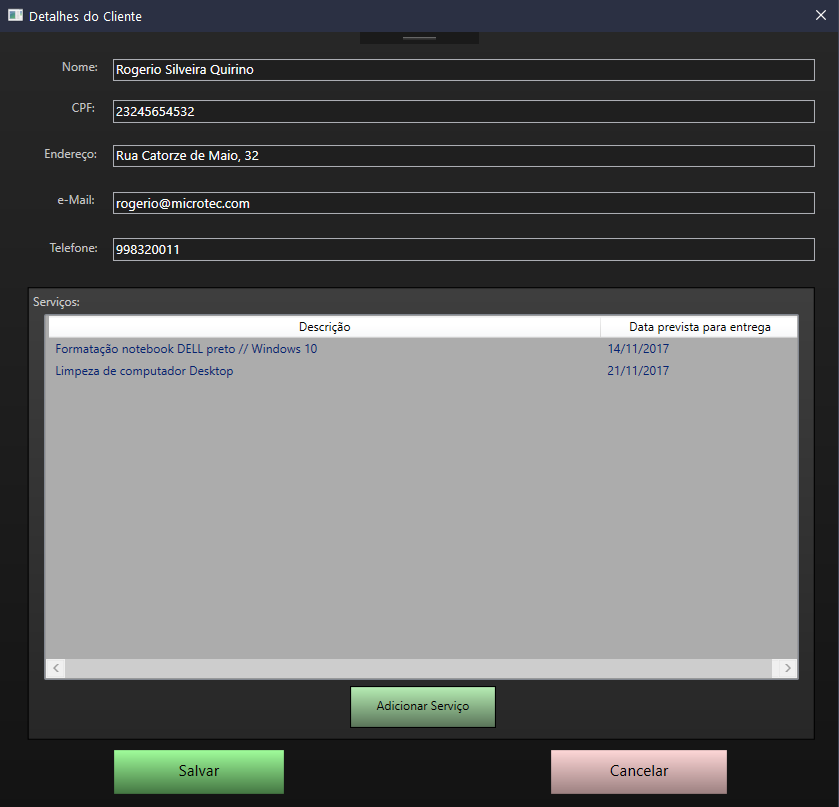 Detalhes do Cliente
Nome: Rogerio Silveira Quirino
CPF: 23245654532
Endereço: Rua Catorze de Maio, 32
e-Mail: rogerio@microtec.com
Telefone: 998320011
Serviços:
Descrição Data prevista para entrega
Formatação notebook DELL preto // Windows 10 14/11/2017
Limpeza de computador Desktop 21/11/2017
Adicionar Serviço
Salvar Cancelar